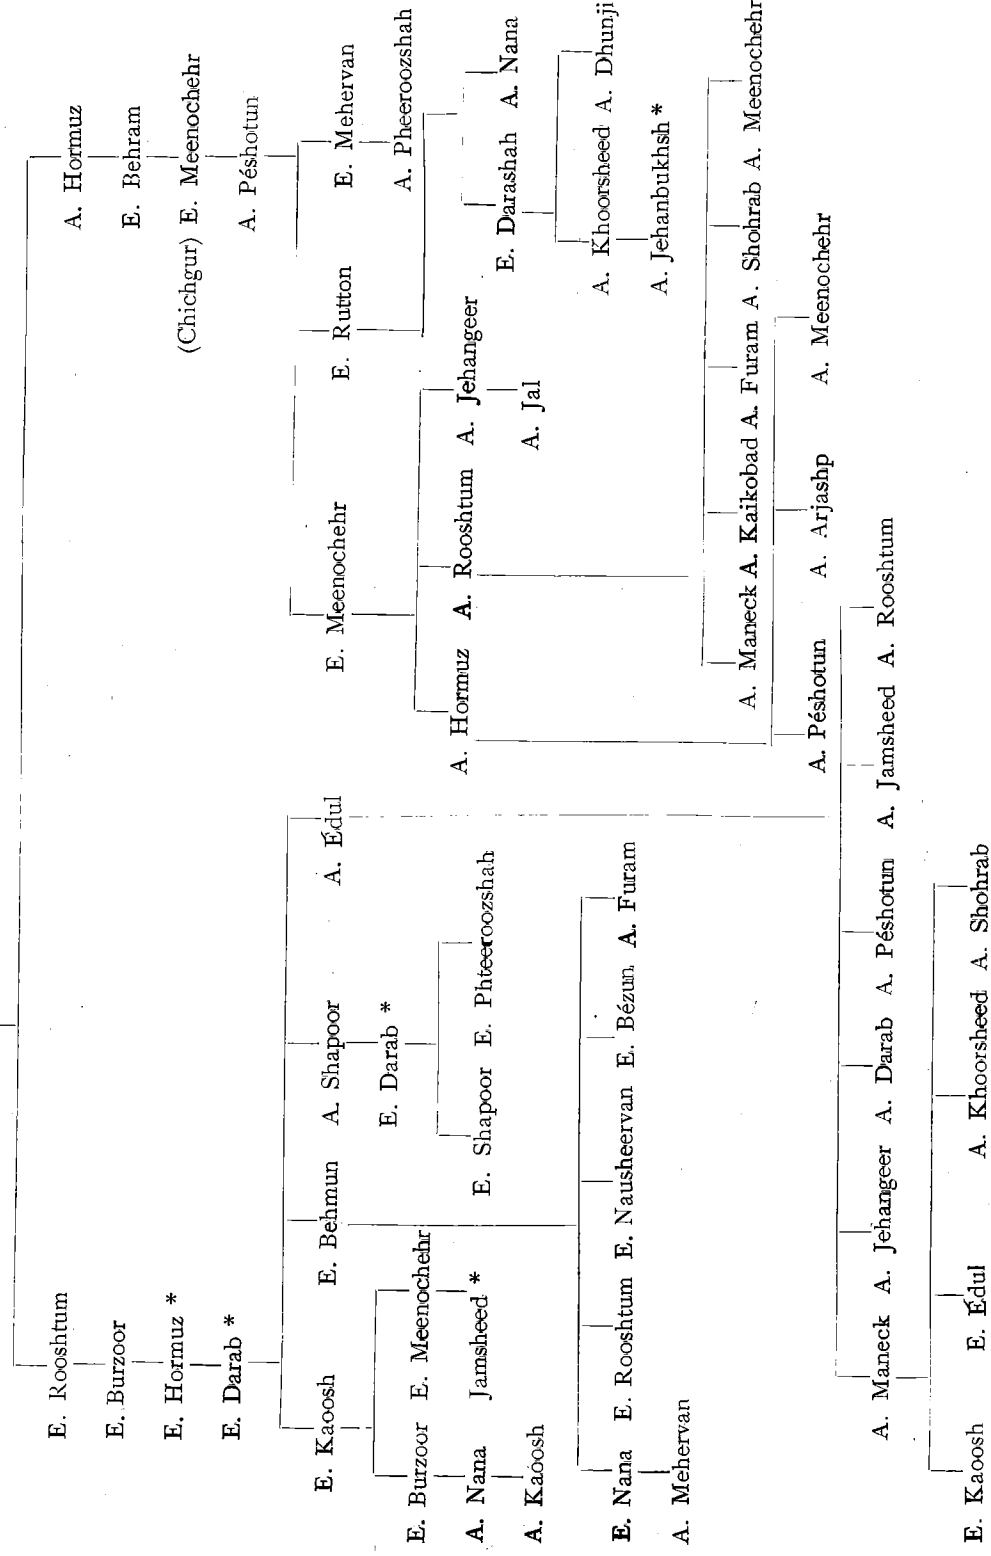 E. Rooshtum A. Hormuz
E. Burzoor E. Behram
E. Hormuz * (Chichgur) E. Meenochehr
E. Darab * A. Péshotun
E. Kaoosh E. Behmun A. Shapoor A. Édul E. Meenochehr E. Rutton E. Mehervan
E. Darab * A. Pheeroozshah
E. Burzoor E. Meenochehr
A. Nana Jamsheed * E. Shapoor E. Phteeroozshah A. Hormuz A. Rooshtum A. Jehangeer
E. Darashah A. Nana
A. Kaoosh A. Jal
A. Khoorsheed A. Dhunji
E. Nana E. Rooshtum E. Nausheervan E. Bézun A. Furam
A. Jehanbukhsh *
A. Mehervan
A. Maneck A. Kaikobad A. Furam A. Shohrab A. Meenochehr
A. Péshotun A. Arjashp A. Meenochehr
A. Maneck A. Jehangeer A. Darab A. Péshotun A. Jamsheed A. Rooshtum
E. Kaoosh E. Édul A. Khoorsheed A. Shohrab